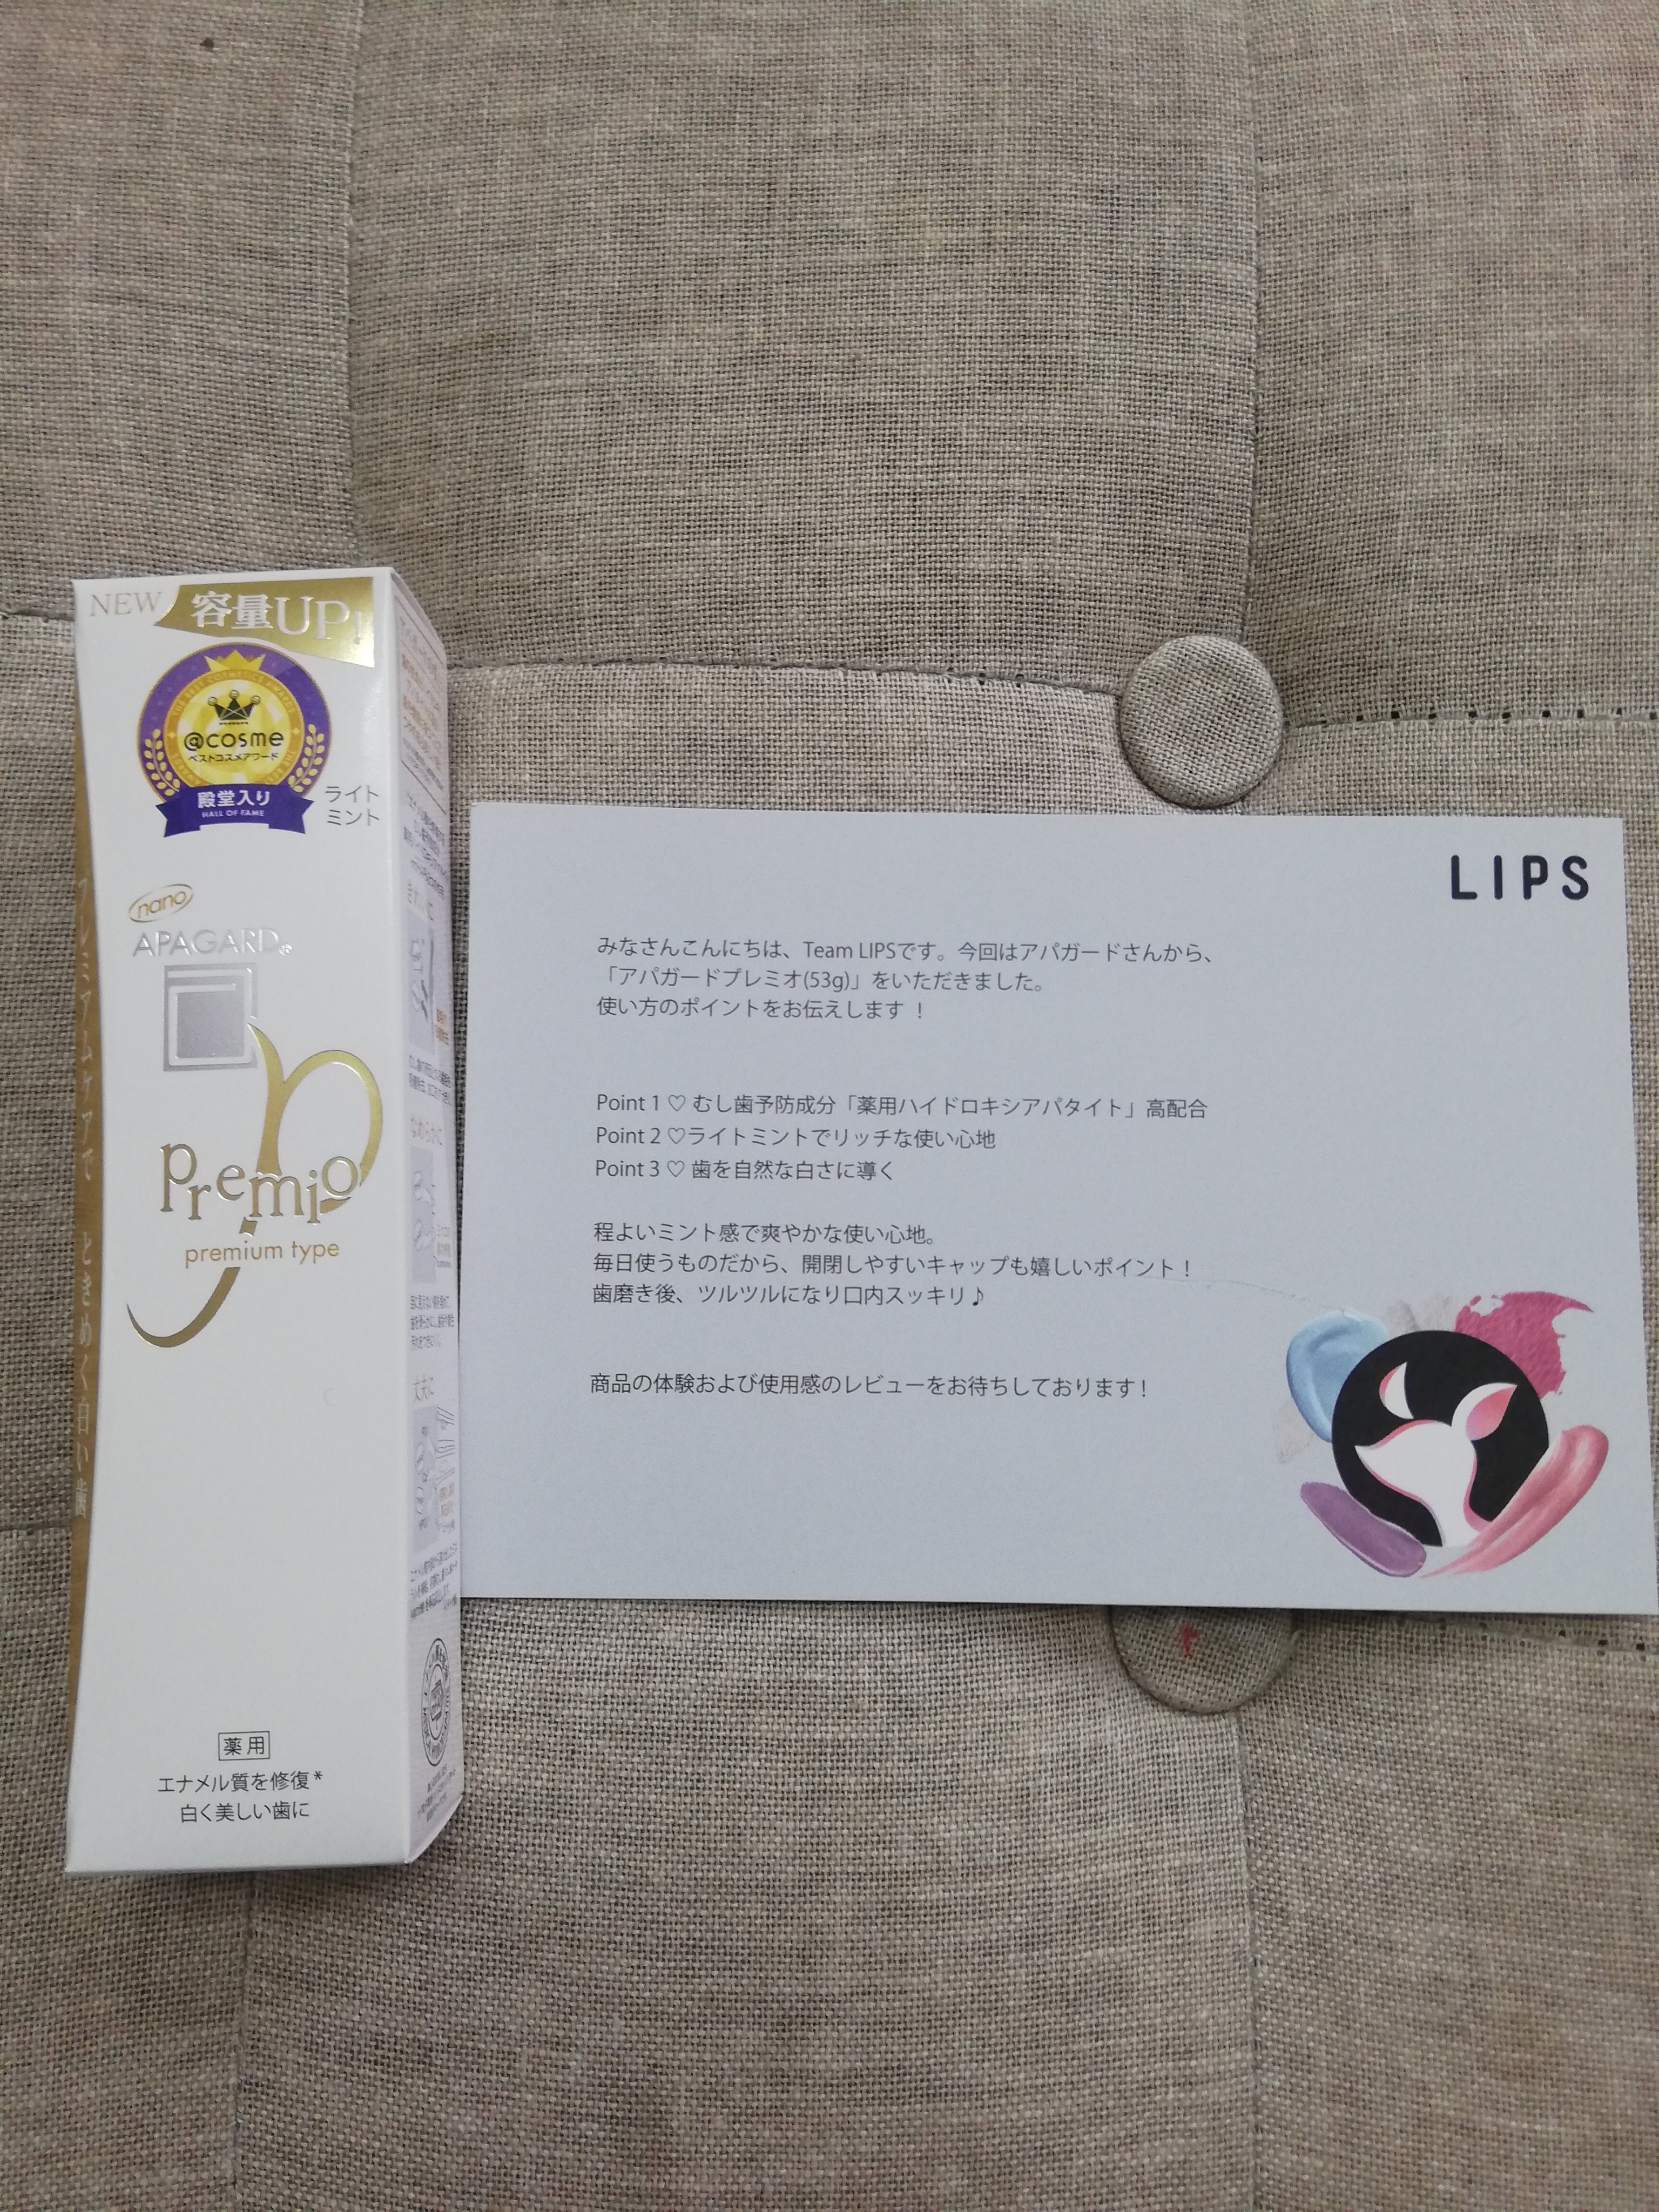 NEW 容量UP!
THE BEST COSMETICS AWARDS
@cosme
ベストコスメアワード
殿堂入り
HALL OF FAME
ライト
ミント
nano
APAGARD®
premio
premium type
薬用
エナメル質を修復*
白く美しい歯に
プレミアムケアで ときめく白い歯
LIPS
みなさんこんにちは、Team LIPSです。今回はアパガードさんから、
「アパガードプレミオ(53g)」をいただきました。
使い方のポイントをお伝えします！
Point 1 ♡ むし歯予防成分「薬用ハイドロキシアパタイト」高配合
Point 2 ♡ライトミントでリッチな使い心地
Point 3 ♡ 歯を自然な白さに導く
程よいミント感で爽やかな使い心地。
毎日使うものだから、開閉しやすいキャップも嬉しいポイント！
歯磨き後、ツルツルになり口内スッキリ♪
商品の体験および使用感のレビューをお待ちしております！